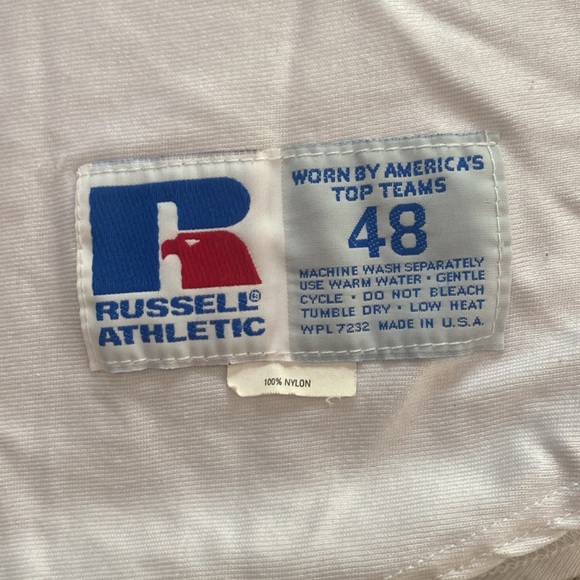 RUSSELL®
ATHLETIC
WORN BY AMERICA'S
TOP TEAMS
48
MACHINE WASH SEPARATELY
USE WARM WATER • GENTLE
CYCLE • DO NOT BLEACH
TUMBLE DRY • LOW HEAT
WPL 7232 MADE IN U.S.A.
100% NYLON